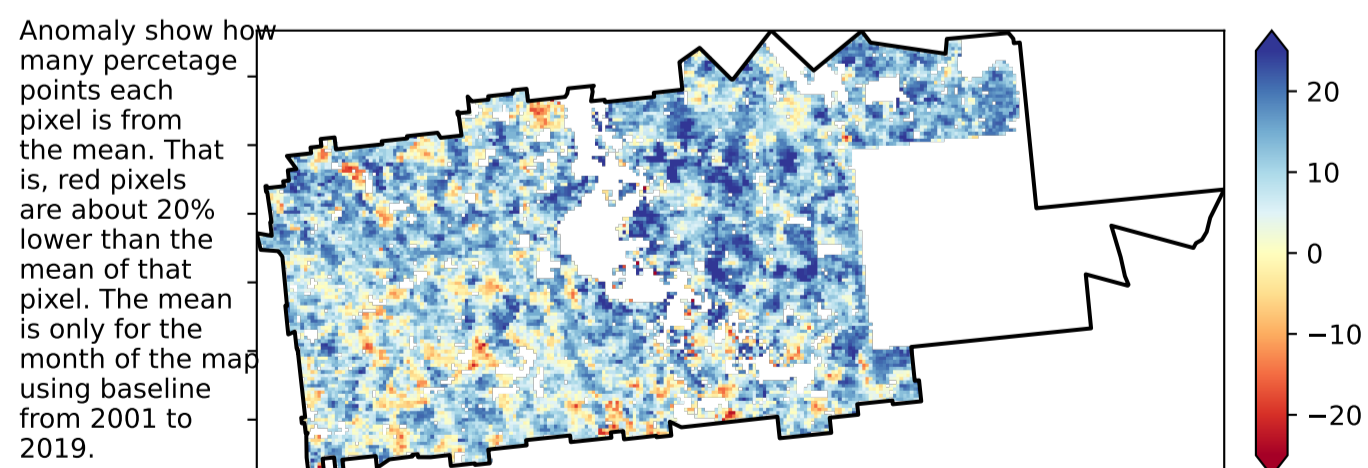 Anomaly show how
many percetage
points each
pixel is from
the mean. That
is, red pixels
are about 20%
lower than the
mean of that
pixel. The mean
is only for the
month of the map
using baseline
from 2001 to
2019.
20
10
0
−10
−20